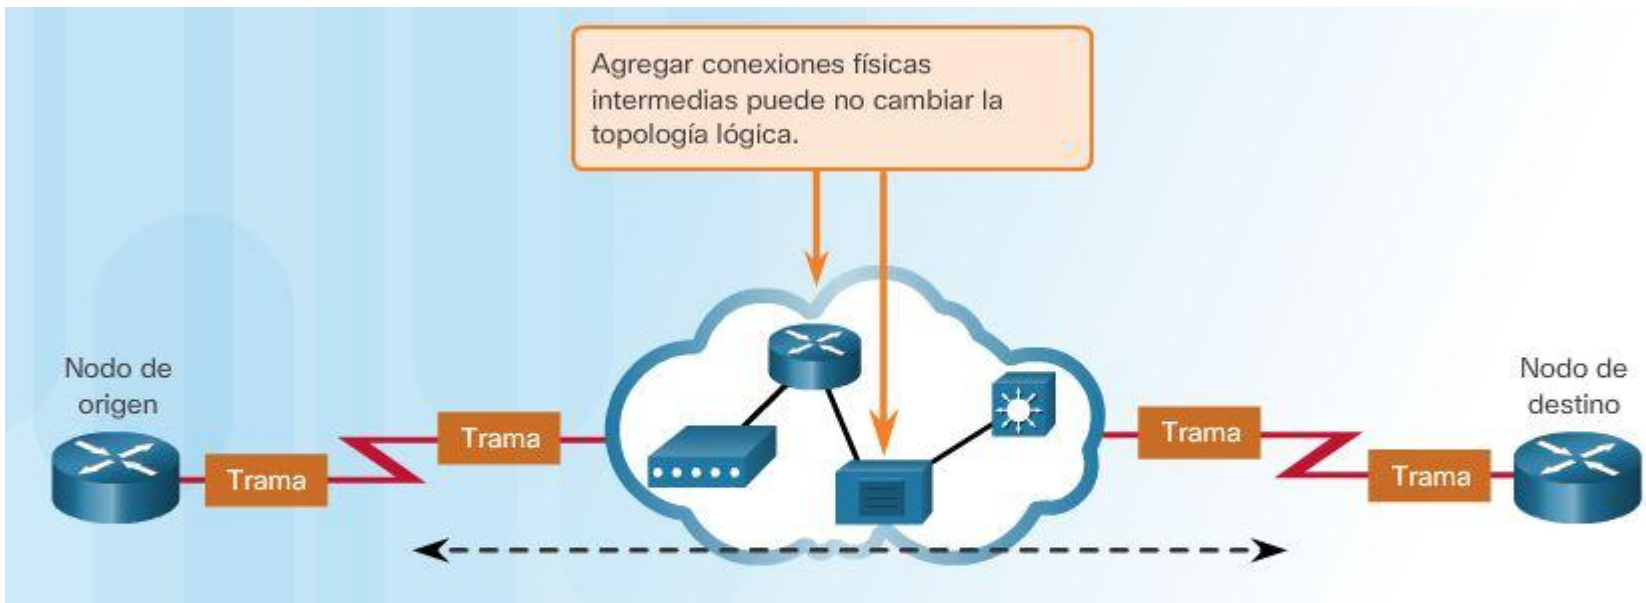 Agregar conexiones físicas
intermedias puede no cambiar la
topología lógica.
Nodo de
origen
Trama
Trama
Trama
Trama
Nodo de
destino